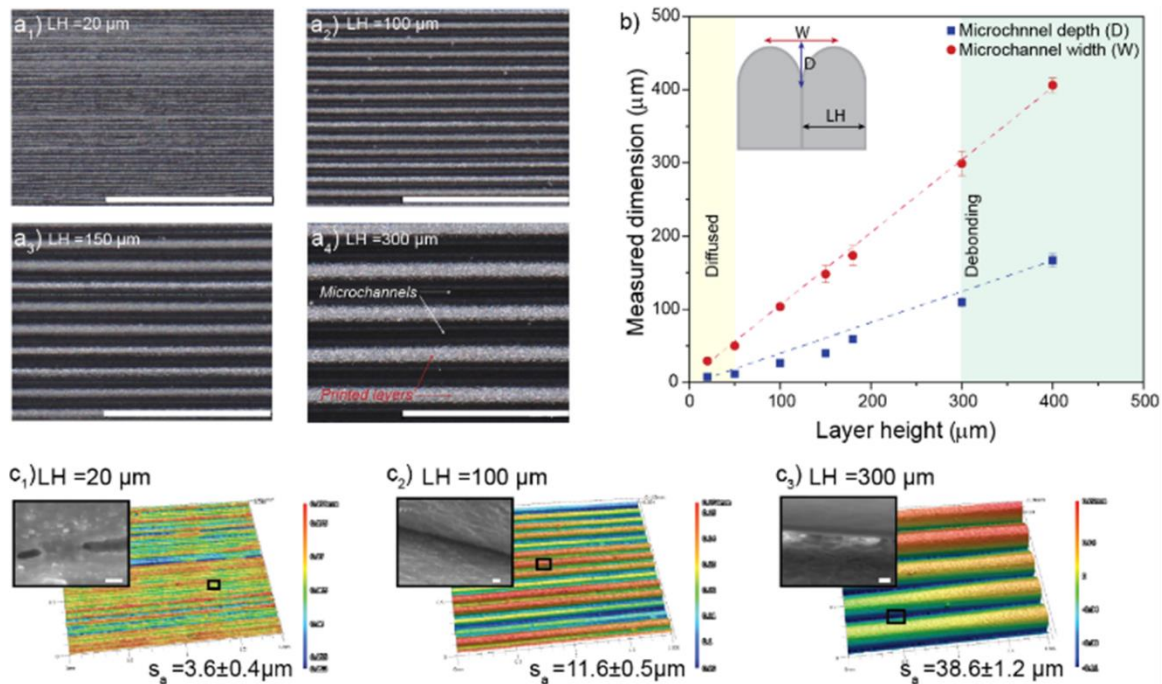 a1) LH =20 µm
a2) LH =100 µm
a3) LH =150 µm
a4) LH =300 µm
Microchannels
Printed layers
b)
500
400
300
200
100
0
Measured dimension (µm)
Microchnnel depth (D)
Microchannel width (W)
W
D
LH
Diffused
Debonding
0
100
200
300
400
500
Layer height (µm)
c1)LH =20 µm
sa =3.6±0.4µm
c2) LH =100 µm
sa =11.6±0.5µm
c3) LH =300 µm
sa =38.6±1.2 µm